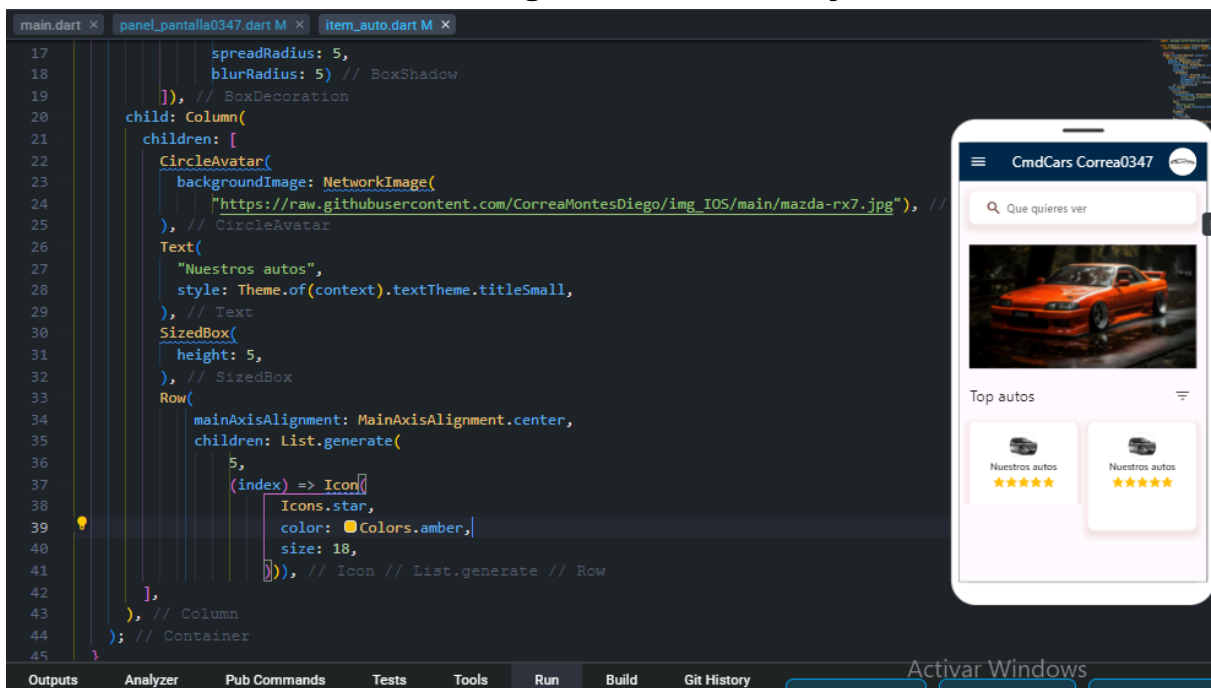 main.dart × panel_pantalla0347.dart M × item_auto.dart M ×
17 spreadRadius: 5,
18 blurRadius: 5) // BoxShadow
19 ]), // BoxDecoration
20 child: Column(
21 children: [
22 CircleAvatar(
23 backgroundImage: NetworkImage(
24 "https://raw.githubusercontent.com/CorreaMontesDiego/img_IOS/main/mazda-rx7.jpg"), //
25 ), // CircleAvatar
26 Text(
27 "Nuestros autos",
28 style: Theme.of(context).textTheme.titleSmall,
29 ), // Text
30 SizedBox(
31 height: 5,
32 ), // SizedBox
33 Row(
34 mainAxisAlignment: MainAxisAlignment.center,
35 children: List.generate(
36 5,
37 (index) => Icon(
38 Icons.star,
39 color: Colors.amber,
40 size: 18,
41 ))), // Icon // List.generate // Row
42 ],
43 ), // Column
44 ); // Container
45 }
CmdCars Correa0347
Que quieres ver
Top autos
Nuestros autos Nuestros autos
Activar Windows
Outputs Analyzer Pub Commands Tests Tools Run Build Git History